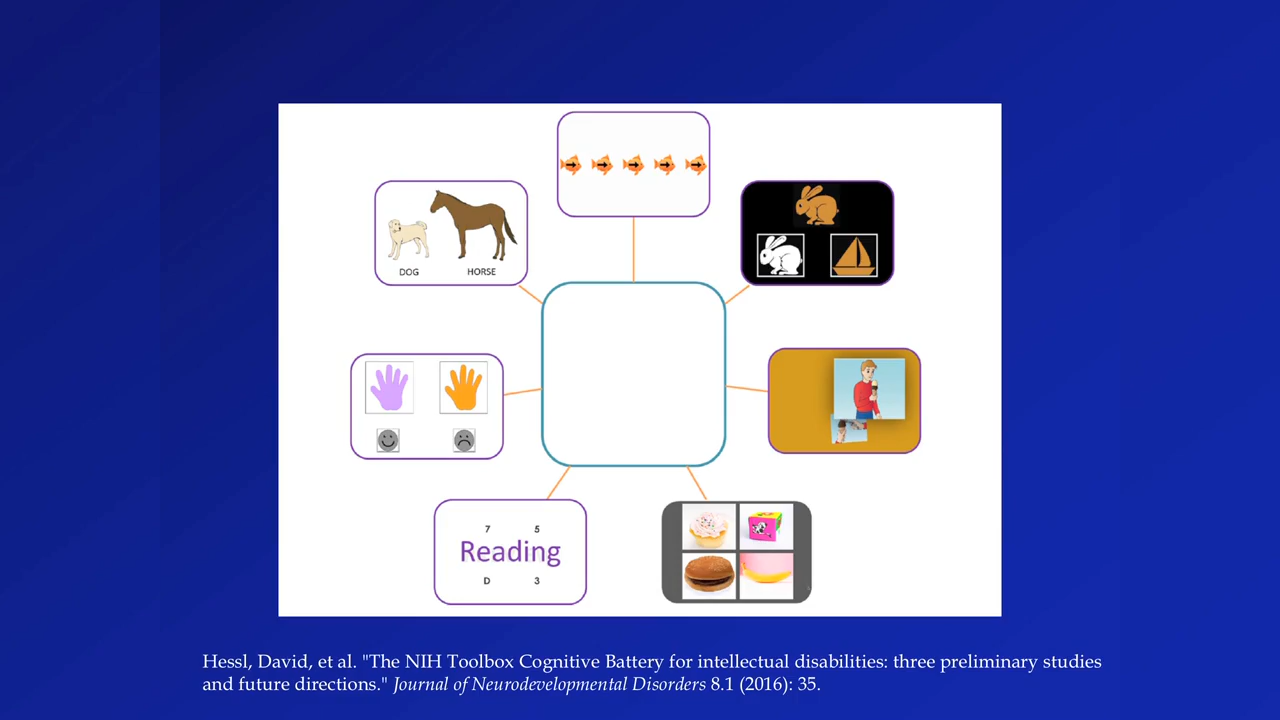 DOG HORSE
7 5
Reading
D 3
Hessl, David, et al. "The NIH Toolbox Cognitive Battery for intellectual disabilities: three preliminary studies
and future directions." Journal of Neurodevelopmental Disorders 8.1 (2016): 35.